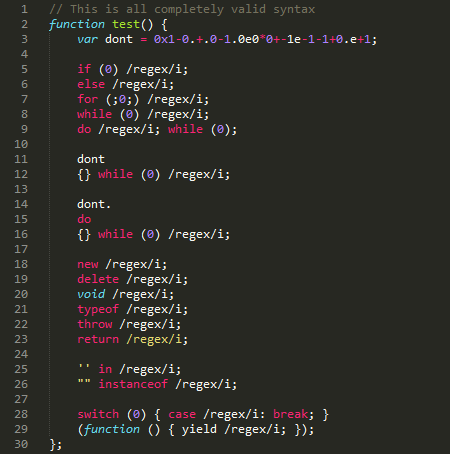 1 // This is all completely valid syntax
2 function test() {
3 var dont = 0x1-0.+.0-1.0e0*0+-1e-1-1+0.e+1;
4
5 if (0) /regex/i;
6 else /regex/i;
7 for (;0;) /regex/i;
8 while (0) /regex/i;
9 do /regex/i; while (0);
10
11 dont
12 {} while (0) /regex/i;
13
14 dont.
15 do
16 {} while (0) /regex/i;
17
18 new /regex/i;
19 delete /regex/i;
20 void /regex/i;
21 typeof /regex/i;
22 throw /regex/i;
23 return /regex/i;
24
25 '' in /regex/i;
26 "" instanceof /regex/i;
27
28 switch (0) { case /regex/i: break; }
29 (function () { yield /regex/i; });
30 };